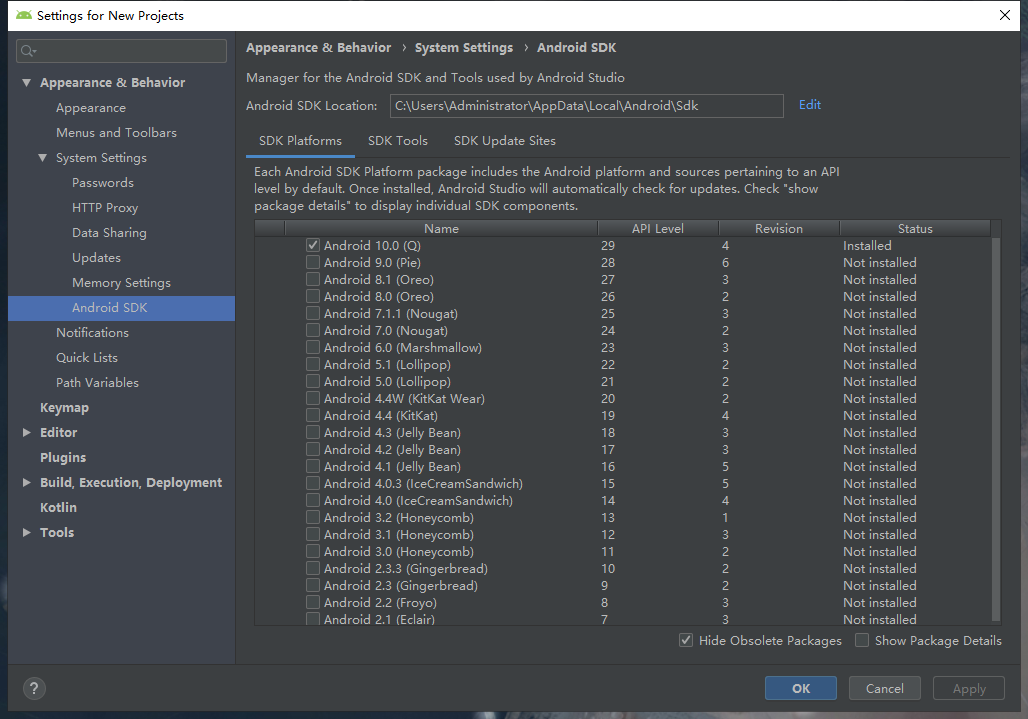 Settings for New Projects
Appearance & Behavior
Appearance
Menus and Toolbars
System Settings
Passwords
HTTP Proxy
Data Sharing
Updates
Memory Settings
Android SDK
Notifications
Quick Lists
Path Variables
Keymap
Editor
Plugins
Build, Execution, Deployment
Kotlin
Tools
Appearance & Behavior › System Settings › Android SDK
Manager for the Android SDK and Tools used by Android Studio
Android SDK Location: C:\Users\Administrator\AppData\Local\Android\Sdk Edit
SDK Platforms SDK Tools SDK Update Sites
Each Android SDK Platform package includes the Android platform and sources pertaining to an API
level by default. Once installed, Android Studio will automatically check for updates. Check "show
package details" to display individual SDK components.
Name API Level Revision Status
Android 10.0 (Q) 29 4 Installed
Android 9.0 (Pie) 28 6 Not installed
Android 8.1 (Oreo) 27 3 Not installed
Android 8.0 (Oreo) 26 2 Not installed
Android 7.1.1 (Nougat) 25 3 Not installed
Android 7.0 (Nougat) 24 2 Not installed
Android 6.0 (Marshmallow) 23 3 Not installed
Android 5.1 (Lollipop) 22 2 Not installed
Android 5.0 (Lollipop) 21 2 Not installed
Android 4.4W (KitKat Wear) 20 2 Not installed
Android 4.4 (KitKat) 19 4 Not installed
Android 4.3 (Jelly Bean) 18 3 Not installed
Android 4.2 (Jelly Bean) 17 3 Not installed
Android 4.1 (Jelly Bean) 16 5 Not installed
Android 4.0.3 (IceCreamSandwich) 15 5 Not installed
Android 4.0 (IceCreamSandwich) 14 4 Not installed
Android 3.2 (Honeycomb) 13 1 Not installed
Android 3.1 (Honeycomb) 12 3 Not installed
Android 3.0 (Honeycomb) 11 2 Not installed
Android 2.3.3 (Gingerbread) 10 2 Not installed
Android 2.3 (Gingerbread) 9 2 Not installed
Android 2.2 (Froyo) 8 3 Not installed
Android 2.1 (Eclair) 7 3 Not installed
Hide Obsolete Packages Show Package Details
? OK Cancel Apply